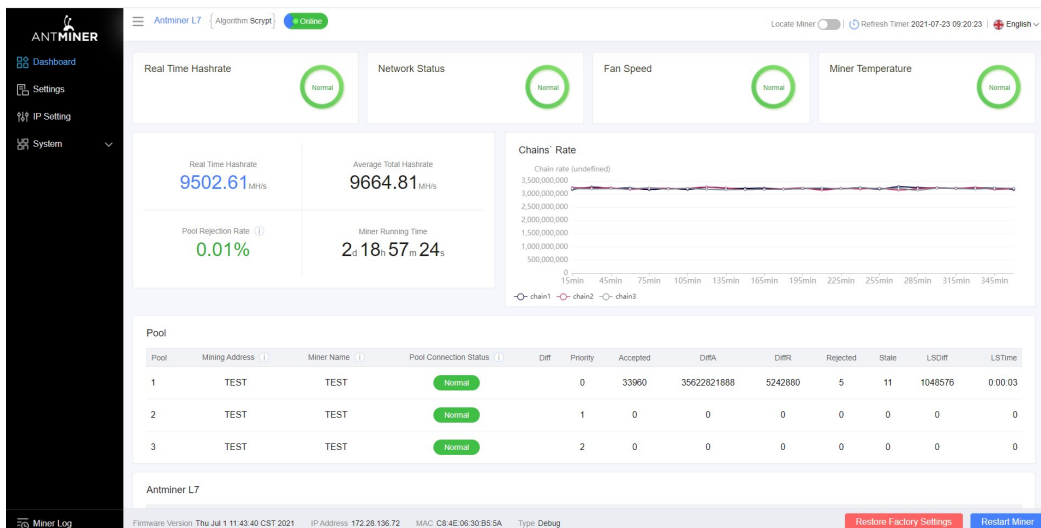 ANTMINER
Antminer L7 Algorithm Scrypt Online
Locate Miner Refresh Timer 2021-07-23 09:20:23 English
Dashboard
Settings
IP Setting
System
Real Time Hashrate Normal
Network Status Normal
Fan Speed Normal
Miner Temperature Normal
Real Time Hashrate
9502.61 MH/s
Average Total Hashrate
9664.81 MH/s
Pool Rejection Rate i
0.01%
Miner Running Time
2d 18h 57m 24s
Chains` Rate
Chain rate (undefined)
3,500,000,000
3,000,000,000
2,500,000,000
2,000,000,000
1,500,000,000
1,000,000,000
500,000,000
0
15min 45min 75min 105min 135min 165min 195min 225min 255min 285min 315min 345min
chain1 chain2 chain3
Pool
Pool Mining Address i Miner Name i Pool Connection Status i Diff Priority Accepted DiffA DiffR Rejected Stale LSDiff LSTime
1 TEST TEST Normal 0 33960 35622821888 5242880 5 11 1048576 0:00:03
2 TEST TEST Normal 1 0 0 0 0 0 0 0
3 TEST TEST Normal 2 0 0 0 0 0 0 0
Antminer L7
Miner Log
Firmware Version Thu Jul 1 11:43:40 CST 2021 IP Address 172.28.136.72 MAC C8:4E:06:30:B5:5A Type Debug
Restore Factory Settings Restart Miner